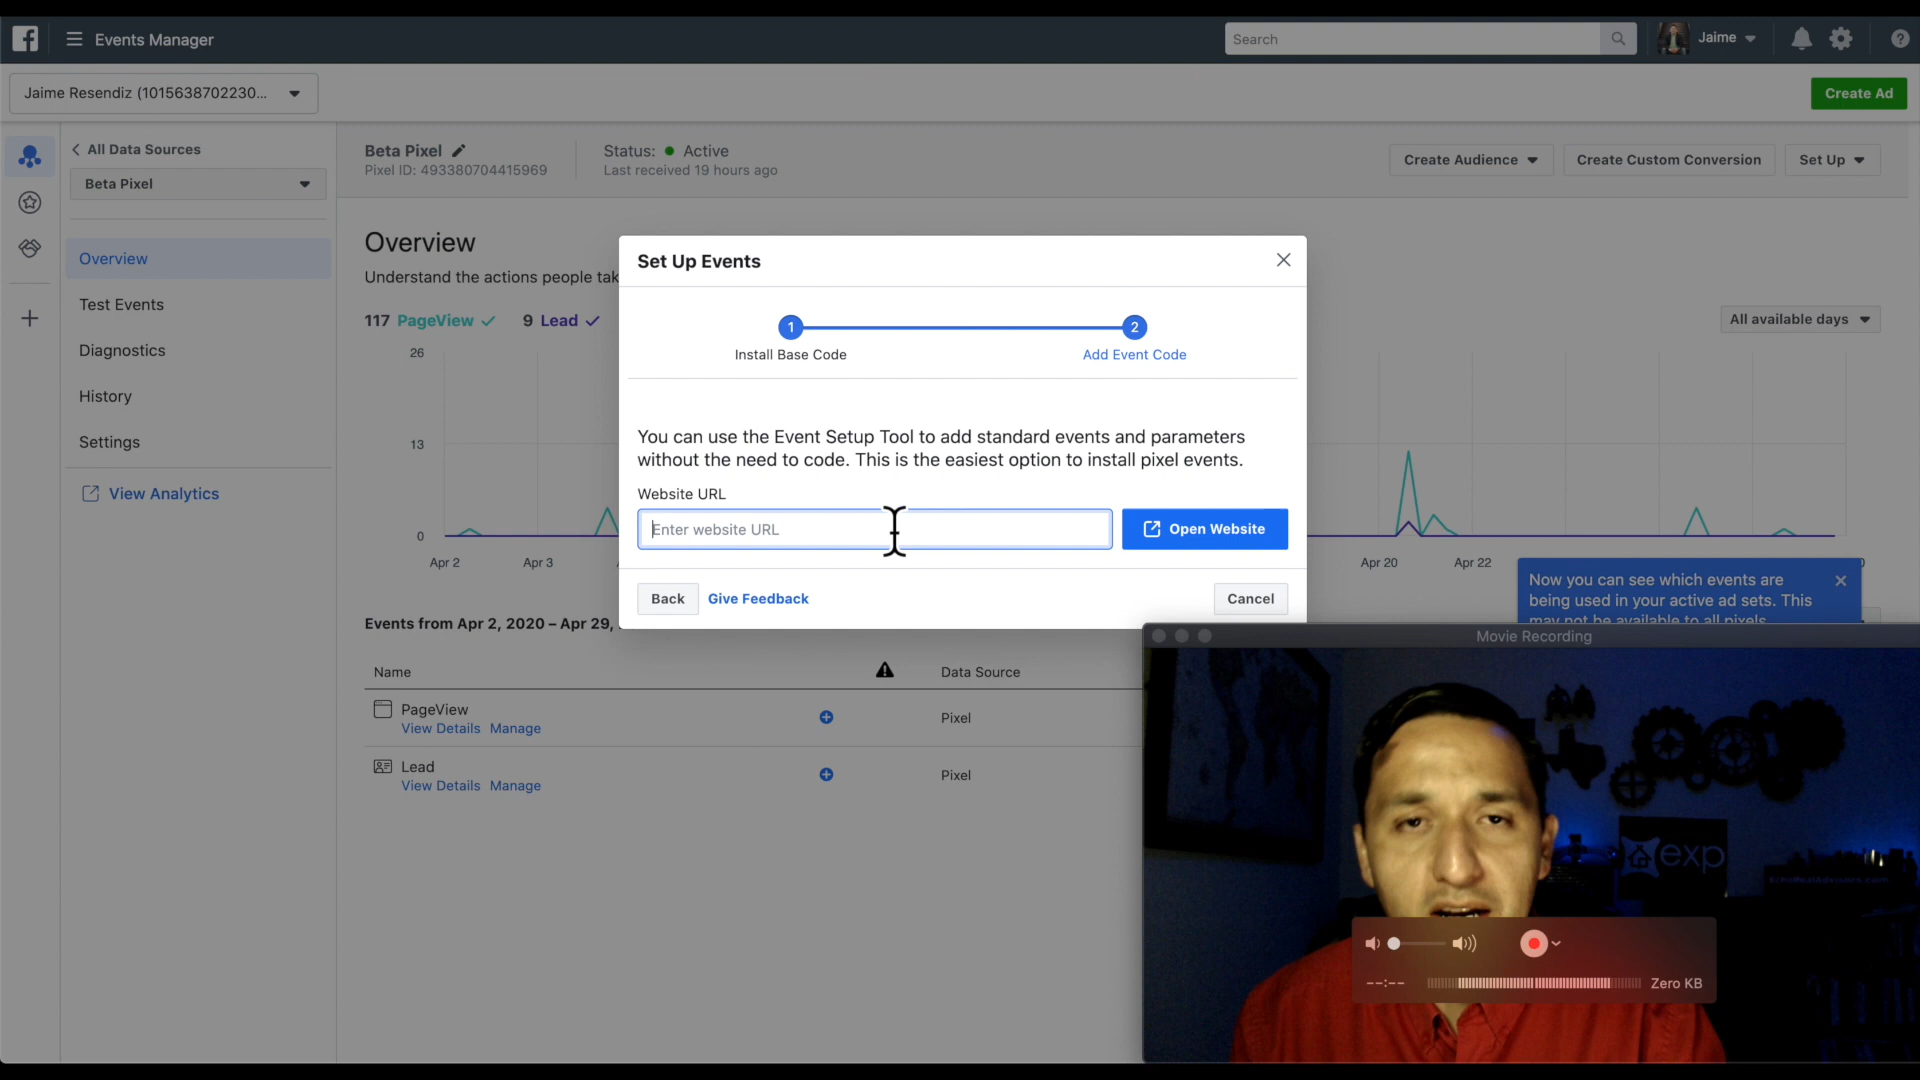 Events Manager
Search
Jaime
Jaime Resendiz (1015638702230...
Create Ad
All Data Sources
Beta Pixel
Overview
Test Events
Diagnostics
History
Settings
View Analytics
Beta Pixel
Pixel ID: 493380704415969
Status: Active
Last received 19 hours ago
Create Audience
Create Custom Conversion
Set Up
Overview
Understand the actions people tak
117 PageView
9 Lead
All available days
26
13
0
Apr 2
Apr 3
Apr 20
Apr 22
Set Up Events
1
2
Install Base Code
Add Event Code
You can use the Event Setup Tool to add standard events and parameters
without the need to code. This is the easiest option to install pixel events.
Website URL
Enter website URL
Open Website
Back
Give Feedback
Cancel
Now you can see which events are
being used in your active ad sets. This
may not be available to all pixels.
Events from Apr 2, 2020 – Apr 29,
Name
Data Source
PageView
View Details Manage
Pixel
Lead
View Details Manage
Pixel
Movie Recording
exp
--:--
Zero KB